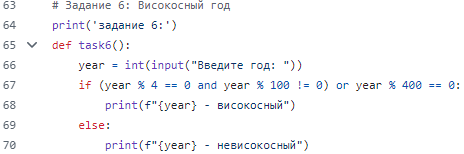 63 # Задание 6: Високосный год
64 print('задание 6:')
65 def task6():
66     year = int(input("Введите год: "))
67     if (year % 4 == 0 and year % 100 != 0) or year % 400 == 0:
68         print(f"{year} - високосный")
69     else:
70         print(f"{year} - невисокосный")